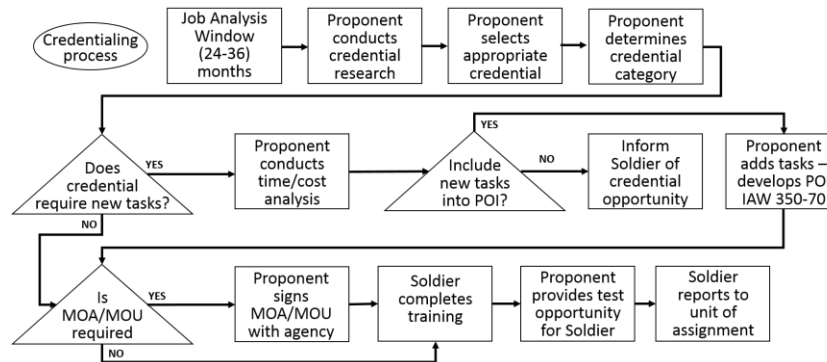 Credentialing
process
Job Analysis
Window
(24-36)
months
Proponent
conducts
credential
research
Proponent
selects
appropriate
credential
Proponent
determines
credential
category
Does
credential
require new tasks?
YES
NO
Proponent
conducts
time/cost
analysis
Include
new tasks
into POI?
YES
NO
Inform
Soldier of
credential
opportunity
Proponent
adds tasks –
develops POI
IAW 350-70
Is
MOA/MOU
required
YES
NO
Proponent
signs
MOA/MOU
with agency
Soldier
completes
training
Proponent
provides test
opportunity
for Soldier
Soldier
reports to
unit of
assignment